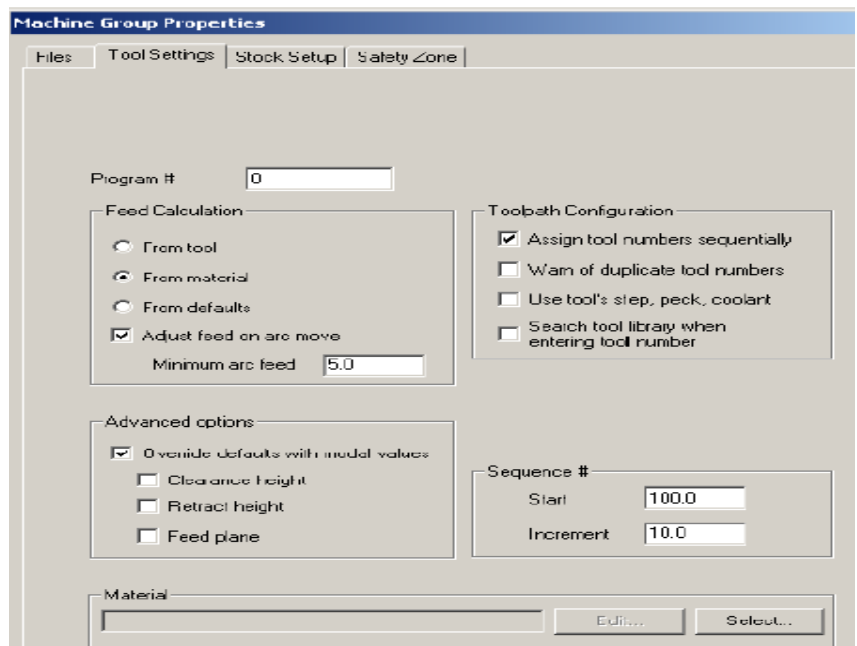 Machine Group Properties
Files
Tool Settings
Stock Setup
Safety Zone
Program #
0
Feed Calculation
From tool
From material
From defaults
Adjust feed on arc move
Minimum arc feed
5.0
Toolpath Configuration
Assign tool numbers sequentially
Warn of duplicate tool numbers
Use tool's step, peck, coolant
Search tool library when
entering tool number
Advanced options
Override defaults with modal values
Clearance height
Retract height
Feed plane
Sequence #
Start
100.0
Increment
10.0
Material
Edit...
Select...